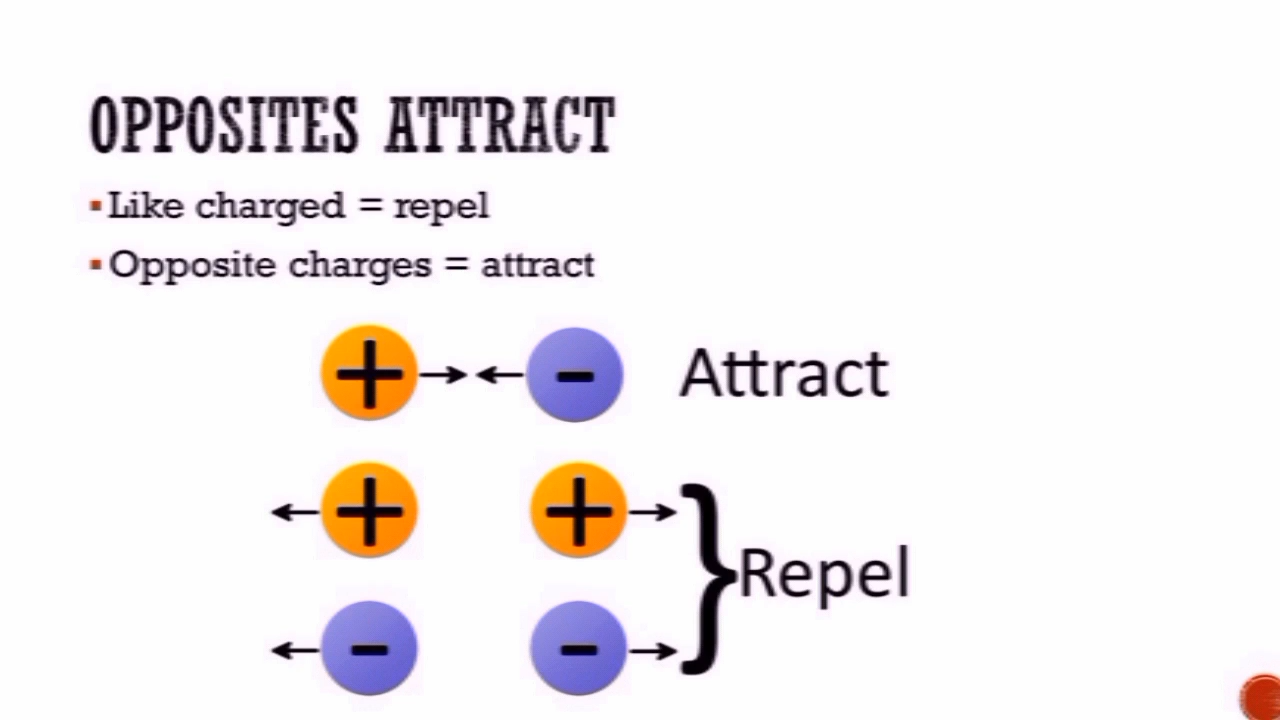 OPPOSITES ATTRACT
▪Like charged = repel
▪Opposite charges = attract
+ - Attract
+ +
} Repel
- -